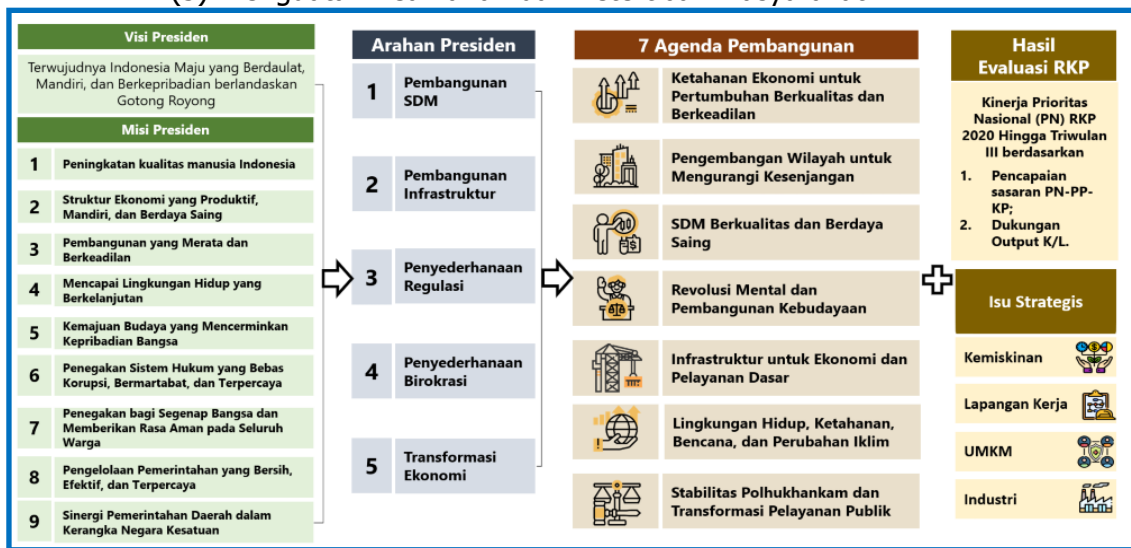 Visi Presiden
Terwujudnya Indonesia Maju yang Berdaulat,
Mandiri, dan Berkepribadian berlandaskan
Gotong Royong
Misi Presiden
1 Peningkatan kualitas manusia Indonesia
2 Struktur Ekonomi yang Produktif,
Mandiri, dan Berdaya Saing
3 Pembangunan yang Merata dan
Berkeadilan
4 Mencapai Lingkungan Hidup yang
Berkelanjutan
5 Kemajuan Budaya yang Mencerminkan
Kepribadian Bangsa
6 Penegakan Sistem Hukum yang Bebas
Korupsi, Bermartabat, dan Terpercaya
7 Penegakan bagi Segenap Bangsa dan
Memberikan Rasa Aman pada Seluruh
Warga
8 Pengelolaan Pemerintahan yang Bersih,
Efektif, dan Terpercaya
9 Sinergi Pemerintahan Daerah dalam
Kerangka Negara Kesatuan
Arahan Presiden
1 Pembangunan
SDM
2 Pembangunan
Infrastruktur
3 Penyederhanaan
Regulasi
4 Penyederhanaan
Birokrasi
5 Transformasi
Ekonomi
7 Agenda Pembangunan
Ketahanan Ekonomi untuk
Pertumbuhan Berkualitas dan
Berkeadilan
Pengembangan Wilayah untuk
Mengurangi Kesenjangan
SDM Berkualitas dan Berdaya
Saing
Revolusi Mental dan
Pembangunan Kebudayaan
Infrastruktur untuk Ekonomi dan
Pelayanan Dasar
Lingkungan Hidup, Ketahanan,
Bencana, dan Perubahan Iklim
Stabilitas Polhukhankam dan
Transformasi Pelayanan Publik
Hasil
Evaluasi RKP
Kinerja Prioritas
Nasional (PN) RKP
2020 Hingga Triwulan
III berdasarkan
1. Pencapaian
sasaran PN-PP-
KP;
2. Dukungan
Output K/L.
Isu Strategis
Kemiskinan
Lapangan Kerja
UMKM
Industri